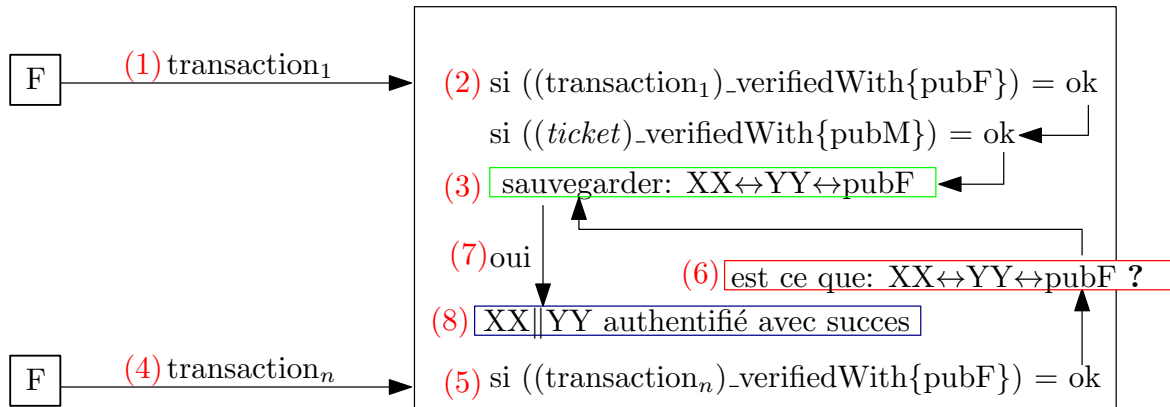 F (1) transaction₁
(2) si ((transaction₁)_verifiedWith{pubF}) = ok
si ((ticket)_verifiedWith{pubM}) = ok
(3) sauvegarder: XX↔YY↔pubF
(7) oui
(6) est ce que: XX↔YY↔pubF ?
(8) XX||YY authentifié avec succes
F (4) transactionₙ
(5) si ((transactionₙ)_verifiedWith{pubF}) = ok